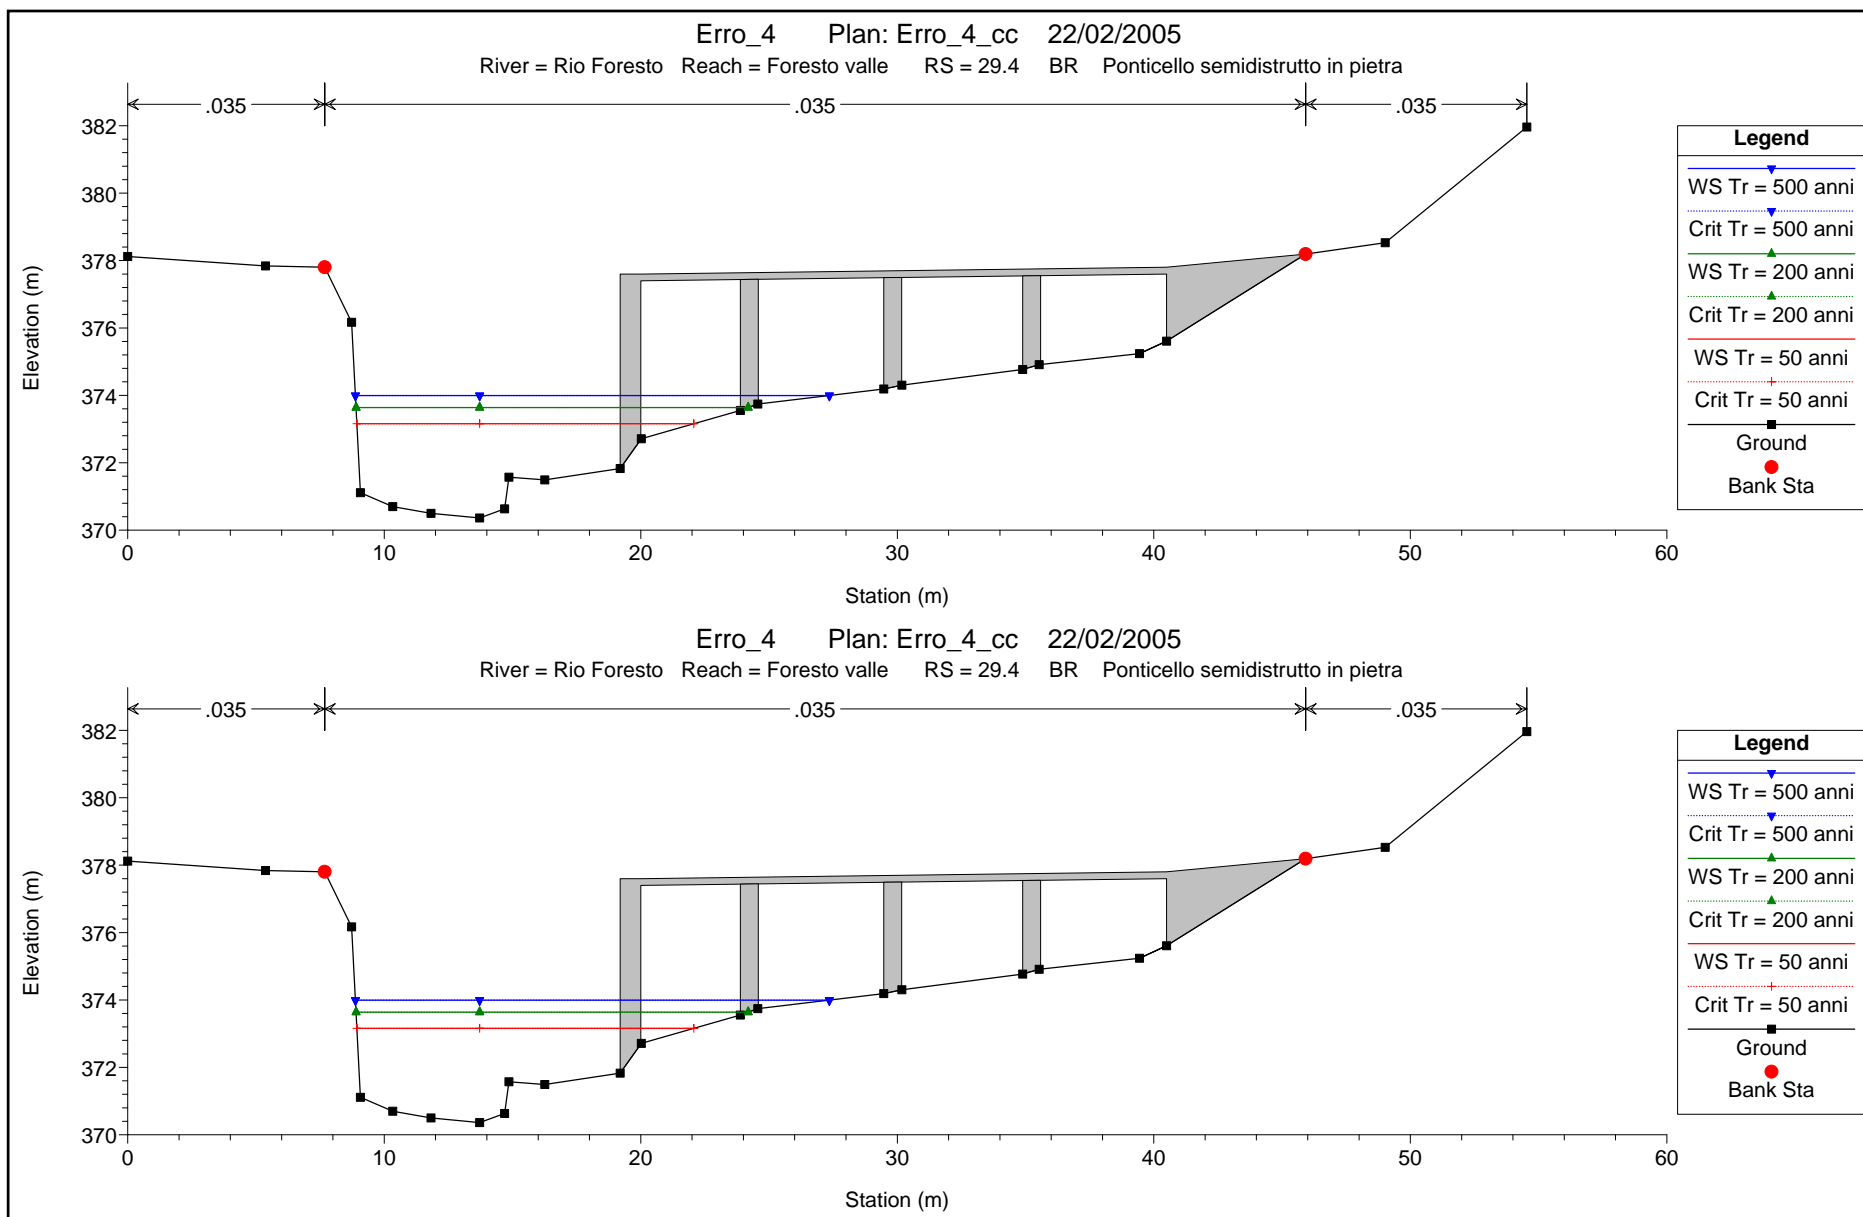 Erro_4 Plan: Erro_4_cc 22/02/2005
River = Rio Foresto Reach = Foresto valle RS = 29.4 BR Ponticello semidistrutto in pietra
.035 .035 .035
382
380
378
376
374
372
370
Elevation (m)
0 10 20 30 40 50 60
Station (m)
Legend
WS Tr = 500 anni
Crit Tr = 500 anni
WS Tr = 200 anni
Crit Tr = 200 anni
WS Tr = 50 anni
Crit Tr = 50 anni
Ground
Bank Sta
Erro_4 Plan: Erro_4_cc 22/02/2005
River = Rio Foresto Reach = Foresto valle RS = 29.4 BR Ponticello semidistrutto in pietra
.035 .035 .035
382
380
378
376
374
372
370
Elevation (m)
0 10 20 30 40 50 60
Station (m)
Legend
WS Tr = 500 anni
Crit Tr = 500 anni
WS Tr = 200 anni
Crit Tr = 200 anni
WS Tr = 50 anni
Crit Tr = 50 anni
Ground
Bank Sta